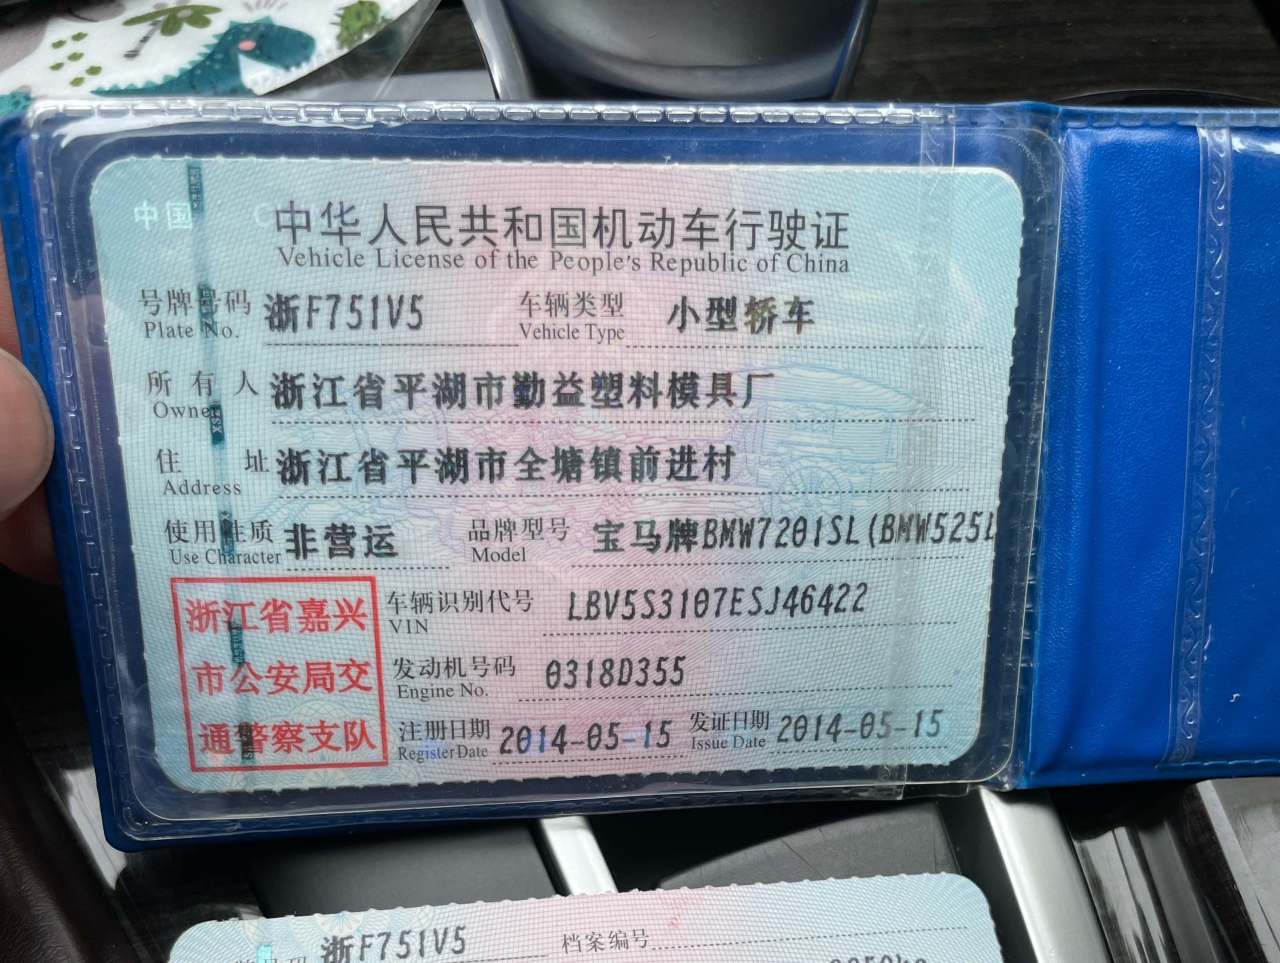 中国
中华人民共和国机动车行驶证
Vehicle License of the People's Republic of China
号牌号码 浙F751V5 车辆类型 小型轿车
Plate No. Vehicle Type
所有人 浙江省平湖市勤益塑料模具厂
Owner
住址 浙江省平湖市全塘镇前进村
Address
使用性质 非营运 品牌型号 宝马牌BMW7201SL(BMW525L
Use Character Model
浙江省嘉兴
市公安局交
通警察支队
车辆识别代号 LBV5S3107ESJ46422
VIN
发动机号码 0318D355
Engine No.
注册日期 2014-05-15 发证日期 2014-05-15
Register Date Issue Date
浙F751V5 档案编号